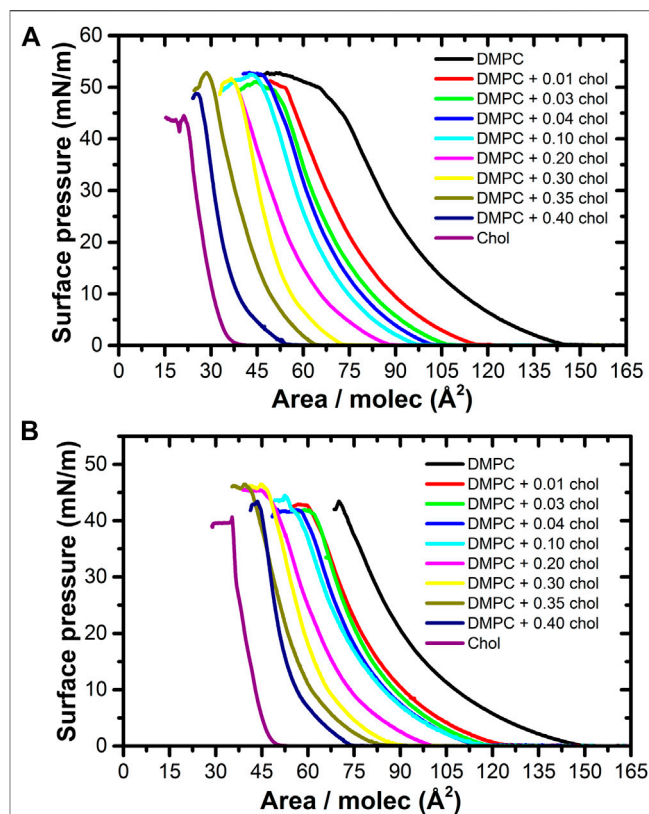 A
60
50
40
30
20
10
0
Surface pressure (mN/m)
DMPC
DMPC + 0.01 chol
DMPC + 0.03 chol
DMPC + 0.04 chol
DMPC + 0.10 chol
DMPC + 0.20 chol
DMPC + 0.30 chol
DMPC + 0.35 chol
DMPC + 0.40 chol
Chol
0 15 30 45 60 75 90 105 120 135 150 165
Area / molec (Å²)
B
50
40
30
20
10
0
Surface pressure (mN/m)
DMPC
DMPC + 0.01 chol
DMPC + 0.03 chol
DMPC + 0.04 chol
DMPC + 0.10 chol
DMPC + 0.20 chol
DMPC + 0.30 chol
DMPC + 0.35 chol
DMPC + 0.40 chol
Chol
0 15 30 45 60 75 90 105 120 135 150 165
Area / molec (Å²)